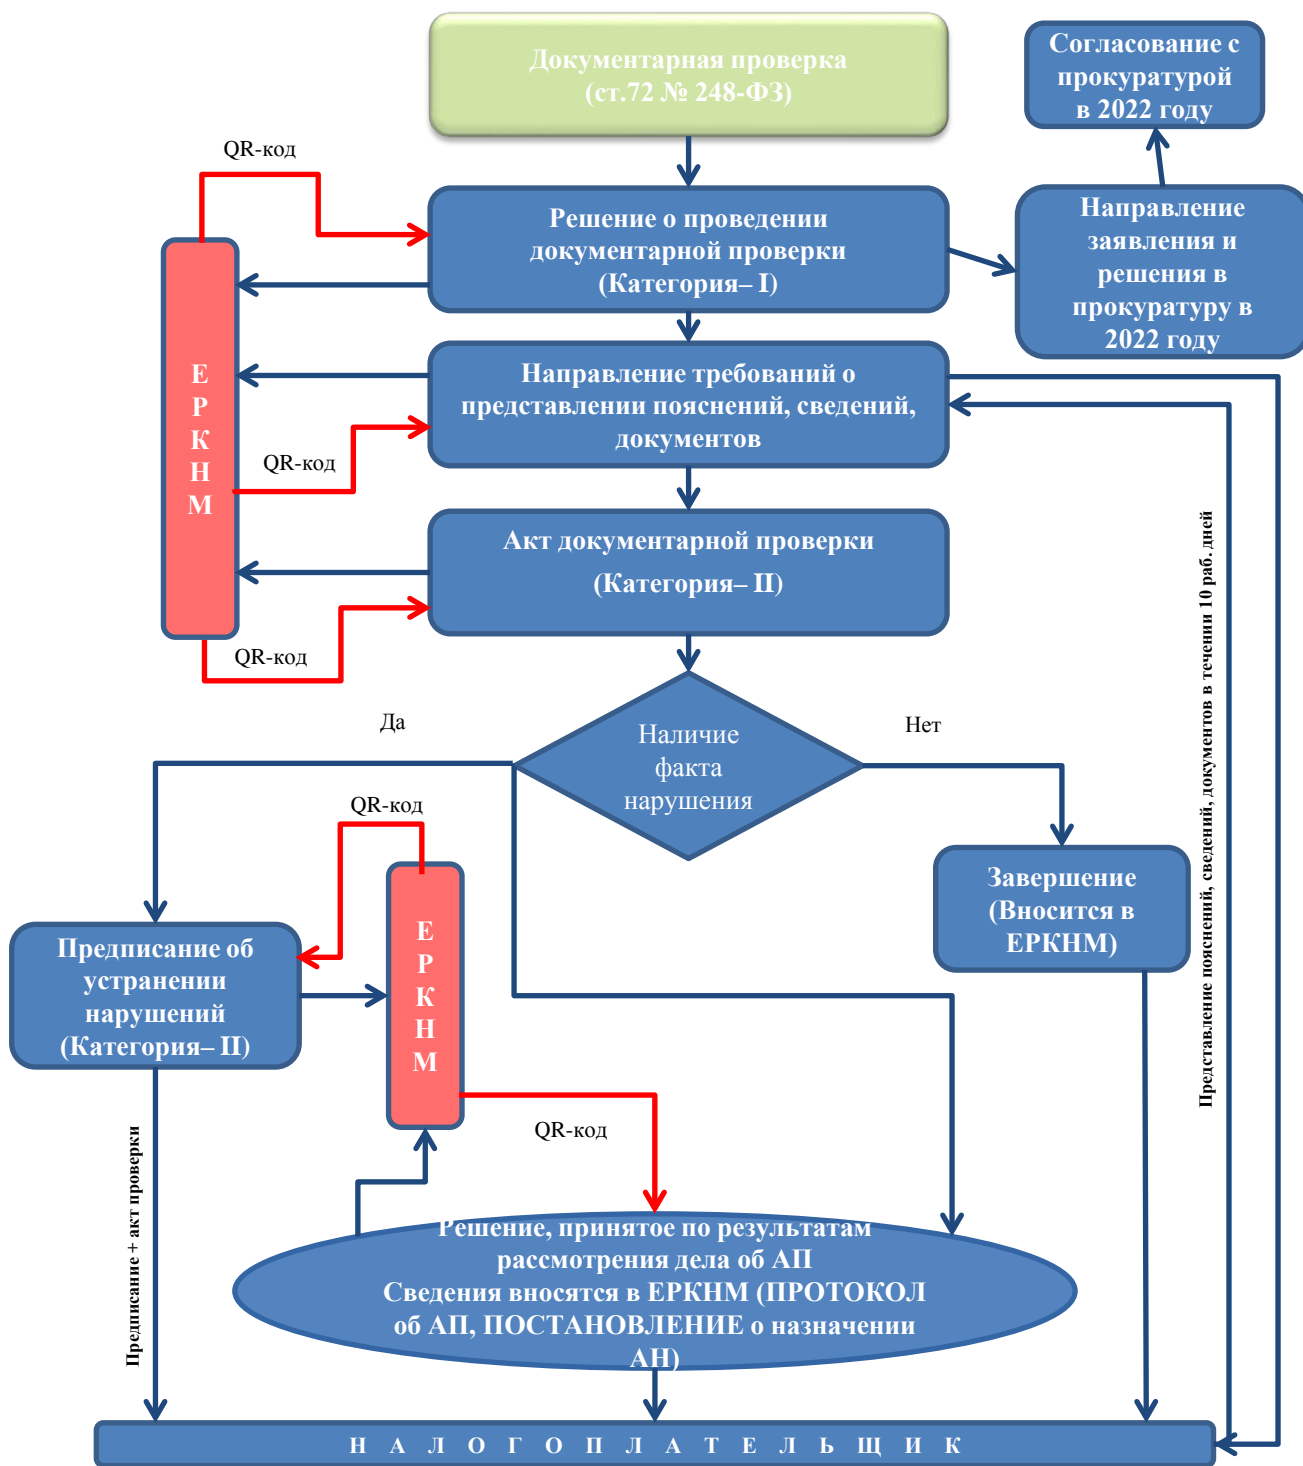 Документарная проверка
(ст.72 № 248-ФЗ)
Согласование с
прокуратурой
в 2022 году
QR-код
Решение о проведении
документарной проверки
(Категория– I)
Направление
заявления и
решения в
прокуратуру в
2022 году
Е
Р
К
Н
М
Направление требований о
представлении пояснений, сведений,
документов
QR-код
Акт документарной проверки
(Категория– II)
QR-код
Представление пояснений, сведений, документов в течении 10 раб. дней
Да
Наличие
факта
нарушения
Нет
QR-код
Завершение
(Вносится в
ЕРКНМ)
Предписание об
устранении
нарушений
(Категория– II)
Е
Р
К
Н
М
QR-код
Предписание + акт проверки
Решение, принятое по результатам
рассмотрения дела об АП
Сведения вносятся в ЕРКНМ (ПРОТОКОЛ
об АП, ПОСТАНОВЛЕНИЕ о назначении
АН)
Н А Л О Г О П Л А Т Е Л Ь Щ И К